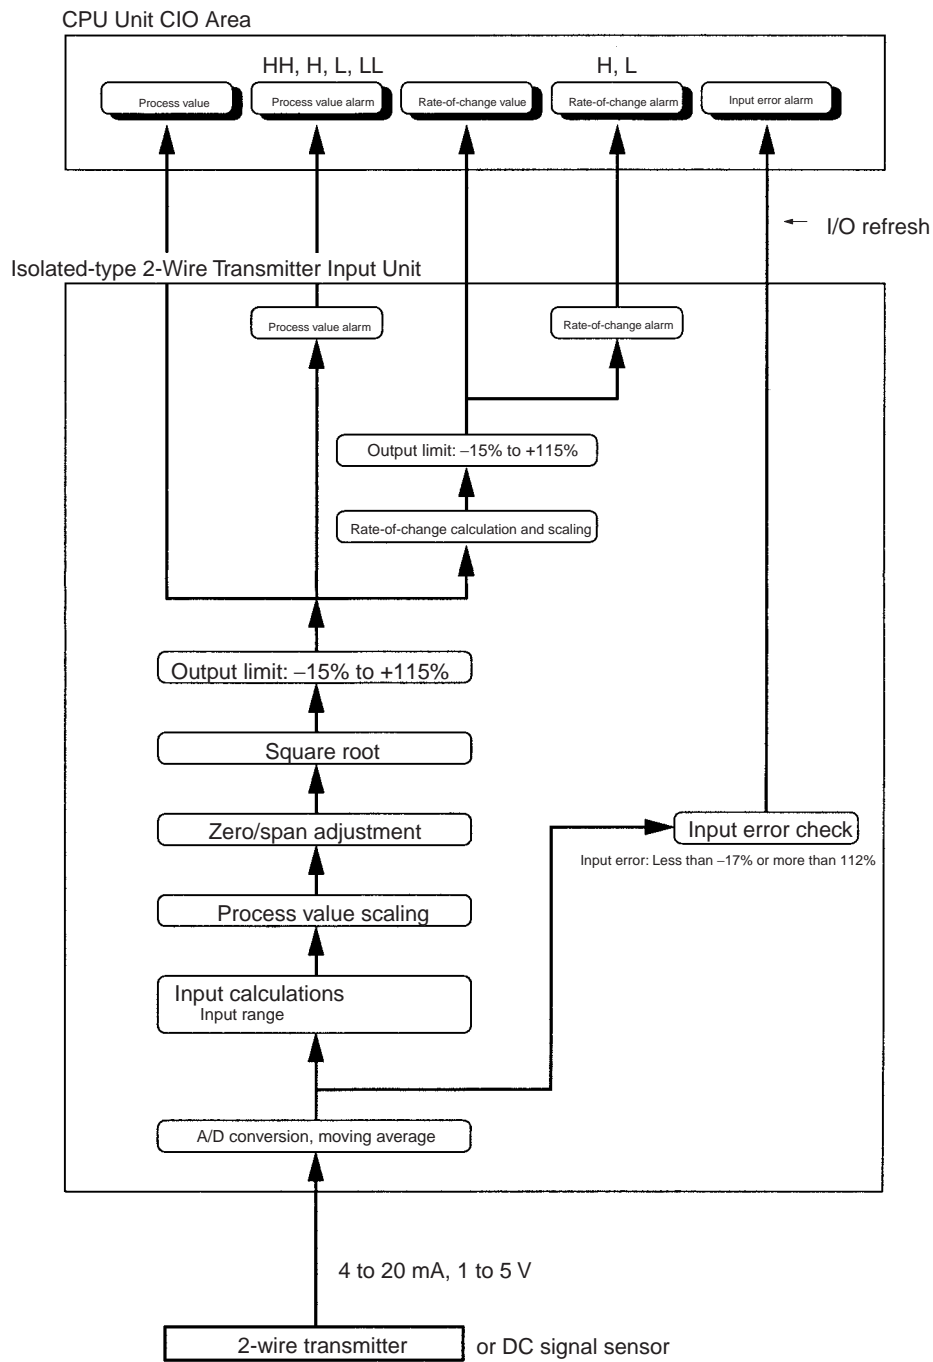 CPU Unit CIO Area
HH, H, L, LL
H, L
Process value
Process value alarm
Rate-of-change value
Rate-of-change alarm
Input error alarm
I/O refresh
Isolated-type 2-Wire Transmitter Input Unit
Process value alarm
Rate-of-change alarm
Output limit: –15% to +115%
Rate-of-change calculation and scaling
Output limit: –15% to +115%
Square root
Zero/span adjustment
Input error check
Input error: Less than –17% or more than 112%
Process value scaling
Input calculations
Input range
A/D conversion, moving average
4 to 20 mA, 1 to 5 V
2-wire transmitter
or DC signal sensor